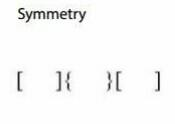 Symmetry
[ ]{ }[ ]